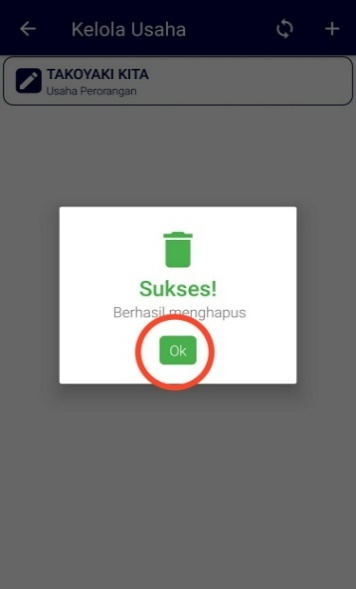 Kelola Usaha
TAKOYAKI KITA
Usaha Perorangan
Sukses!
Berhasil menghapus
Ok